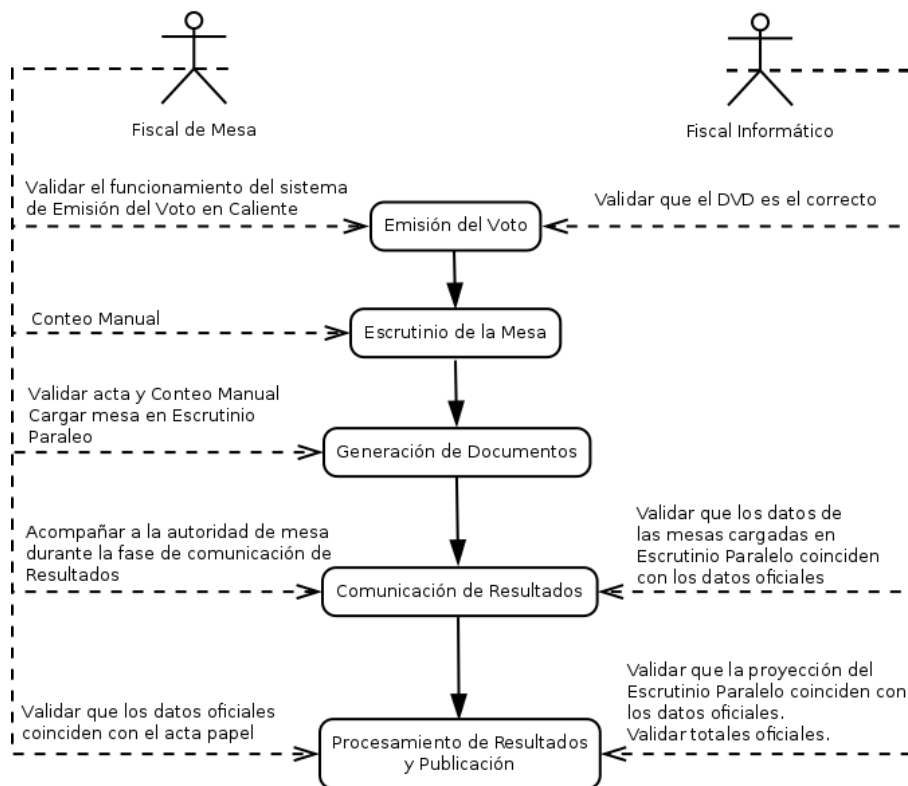 Fiscal de Mesa
Fiscal Informático
Validar el funcionamiento del sistema
de Emisión del Voto en Caliente
Validar que el DVD es el correcto
Emisión del Voto
Conteo Manual
Escrutinio de la Mesa
Validar acta y Conteo Manual
Cargar mesa en Escrutinio
Paraleo
Generación de Documentos
Acompañar a la autoridad de mesa
durante la fase de comunicación de
Resultados
Validar que los datos de
las mesas cargadas en
Escrutinio Paralelo coinciden
con los datos oficiales
Comunicación de Resultados
Validar que los datos oficiales
coinciden con el acta papel
Validar que la proyección del
Escrutinio Paralelo coinciden con
los datos oficiales.
Validar totales oficiales.
Procesamiento de Resultados
y Publicación